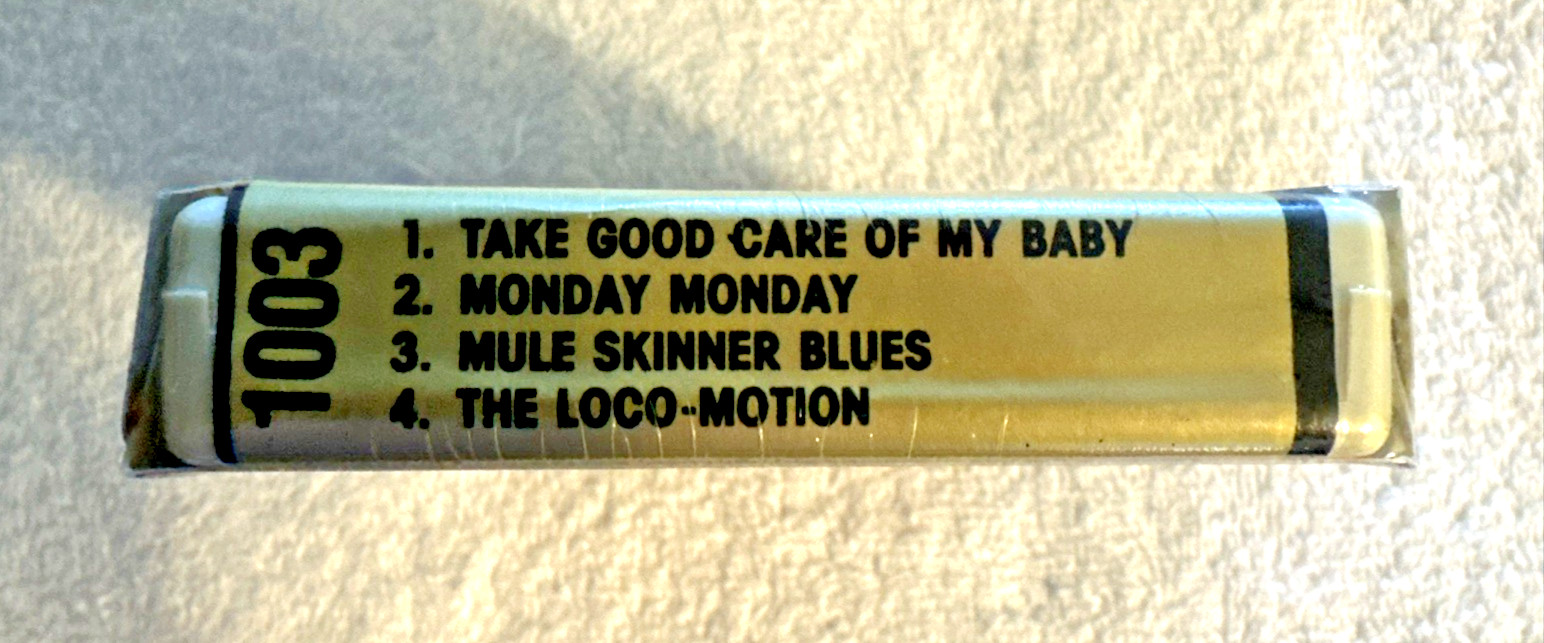 1003
1. TAKE GOOD CARE OF MY BABY
2. MONDAY MONDAY
3. MULE SKINNER BLUES
4. THE LOCO-MOTION